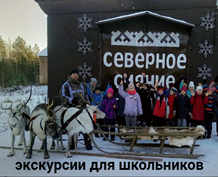 северное
сияние
экскурсии для школьников